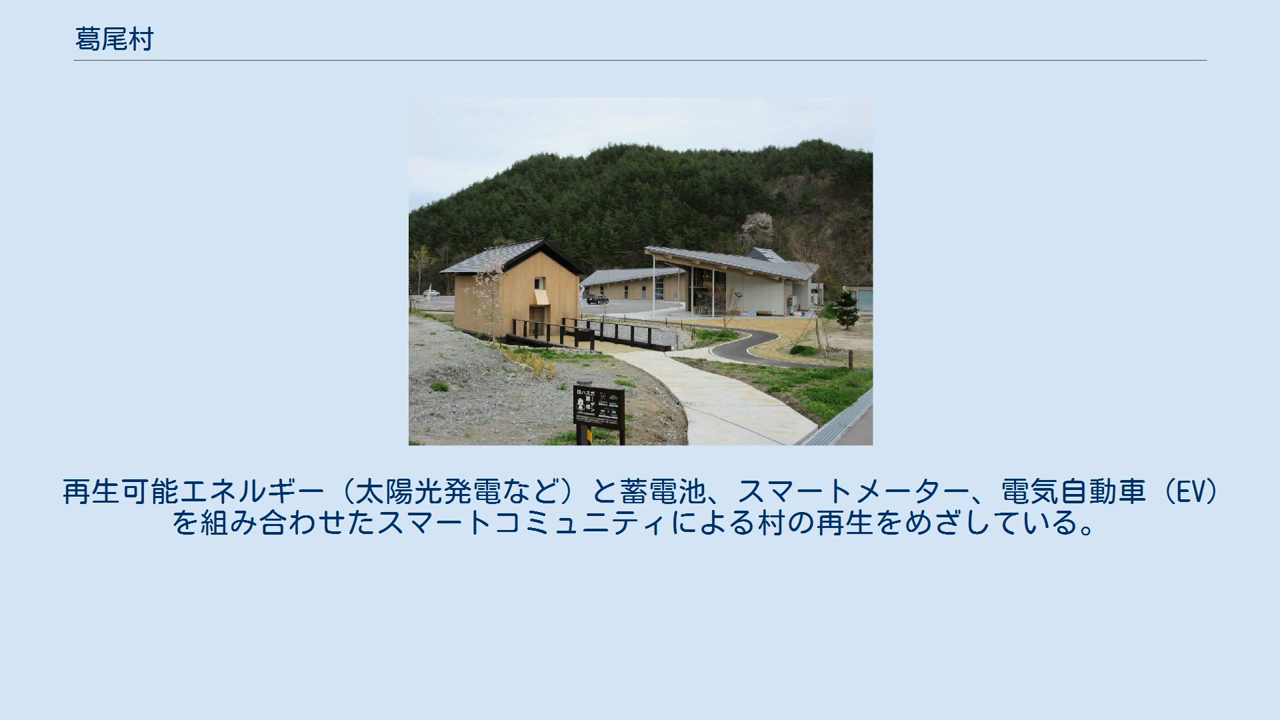 葛尾村
再生可能エネルギー（太陽光発電など）と蓄電池、スマートメーター、電気自動車（EV）
を組み合わせたスマートコミュニティによる村の再生をめざしている。